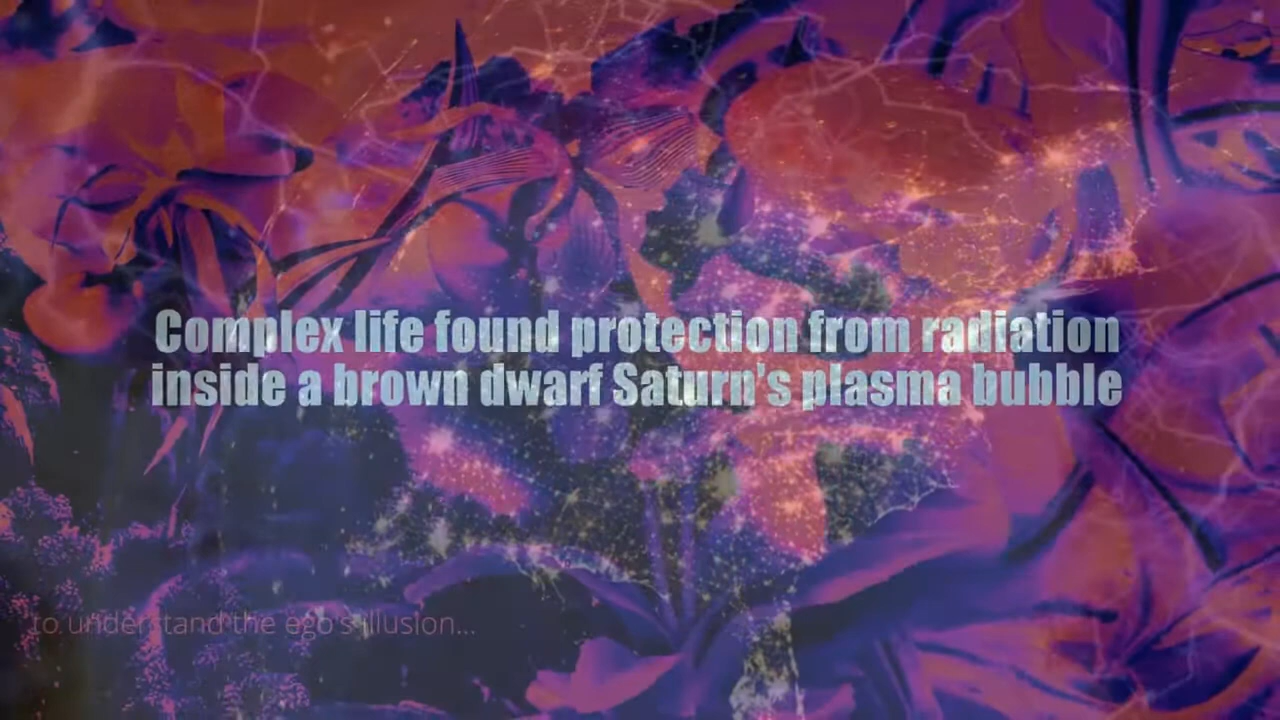 Complex life found protection from radiation
inside a brown dwarf Saturn's plasma bubble
to understand the ego's illusion...